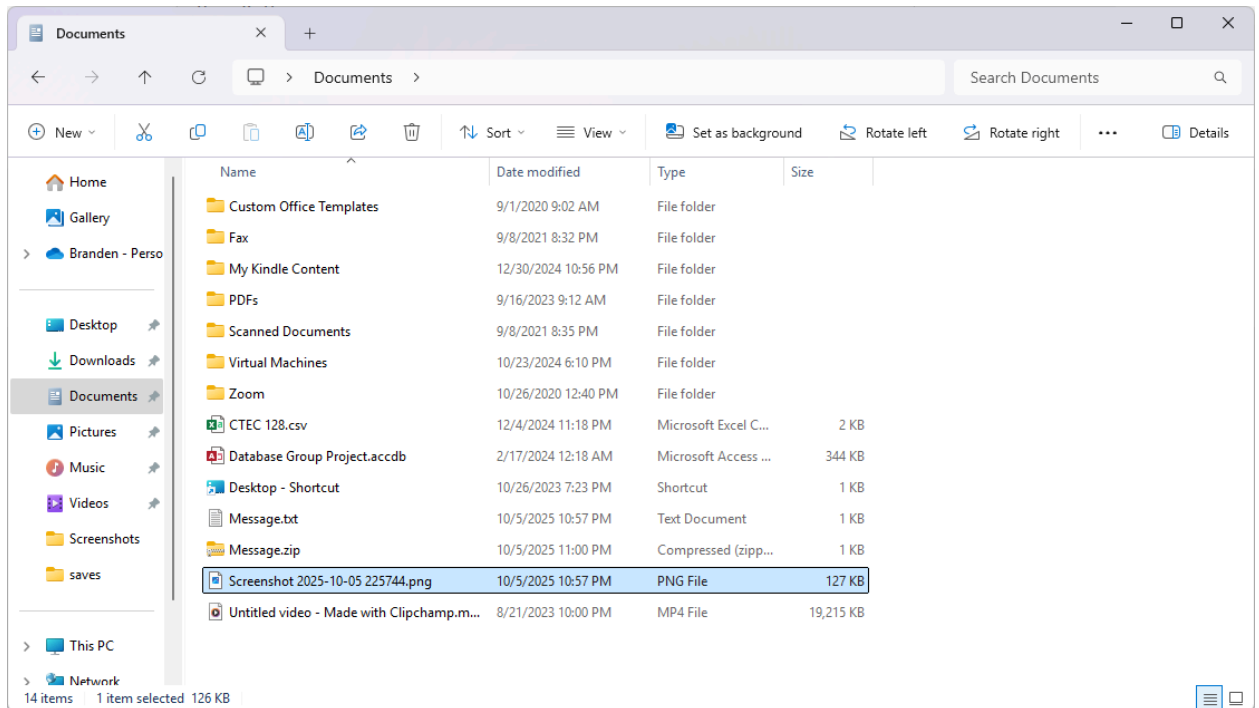 Documents
Documents
Search Documents
New
Sort
View
Set as background
Rotate left
Rotate right
Details
Home
Gallery
Branden - Perso
Desktop
Downloads
Documents
Pictures
Music
Videos
Screenshots
saves
This PC
Network
Name Date modified Type Size
Custom Office Templates 9/1/2020 9:02 AM File folder
Fax 9/8/2021 8:32 PM File folder
My Kindle Content 12/30/2024 10:56 PM File folder
PDFs 9/16/2023 9:12 AM File folder
Scanned Documents 9/8/2021 8:35 PM File folder
Virtual Machines 10/23/2024 6:10 PM File folder
Zoom 10/26/2020 12:40 PM File folder
CTEC 128.csv 12/4/2024 11:18 PM Microsoft Excel C... 2 KB
Database Group Project.accdb 2/17/2024 12:18 AM Microsoft Access ... 344 KB
Desktop - Shortcut 10/26/2023 7:23 PM Shortcut 1 KB
Message.txt 10/5/2025 10:57 PM Text Document 1 KB
Message.zip 10/5/2025 11:00 PM Compressed (zipp... 1 KB
Screenshot 2025-10-05 225744.png 10/5/2025 10:57 PM PNG File 127 KB
Untitled video - Made with Clipchamp.m... 8/21/2023 10:00 PM MP4 File 19,215 KB
14 items 1 item selected 126 KB